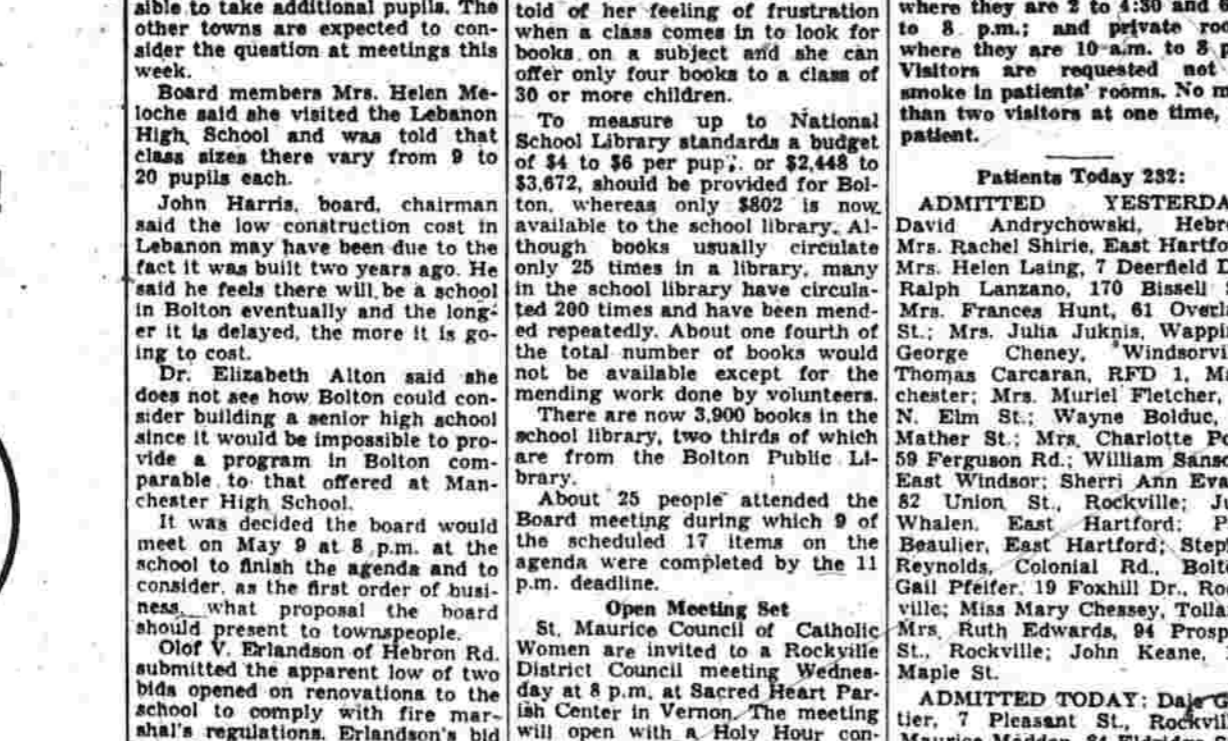 sible to take additional pupils. The
other towns are expected to con-
sider the question at meetings this
week.
Board members Mrs. Helen Me-
loche said she visited the Lebanon
High School and was told that
class sizes there vary from 9 to
20 pupils each.
John Harris, board, chairman
said the low construction cost in
Lebanon may have been due to the
fact it was built two years ago. He
said he feels there will be a school
in Bolton eventually and the long-
er it is delayed, the more it is go-
ing to cost.
Dr. Elizabeth Alton said she
does not see how Bolton could con-
sider building a senior high school
since it would be impossible to pro-
vide a program in Bolton com-
parable to that offered at Man-
chester High School.
It was decided the board would
meet on May 9 at 8 p.m. at the
school to finish the agenda and to
consider, as the first order of busi-
ness, what proposal the board
should present to townspeople.
Olof V. Erlandson of Hebron Rd.
submitted the apparent low of two
bids opened on renovations to the
school to comply with fire mar-
shal's regulations. Erlandson's bid
told of her feeling of frustration
when a class comes in to look for
books on a subject and she can
offer only four books to a class of
30 or more children.
To measure up to National
School Library standards a budget
of $4 to $6 per pup; or $2,448 to
$3,672, should be provided for Bol-
ton, whereas only $802 is now
available to the school library. Al-
though books usually circulate
only 25 times in a library, many
in the school library have circula-
ted 200 times and have been mend-
ed repeatedly. About one fourth of
the total number of books would
not be available except for the
mending work done by volunteers.
There are now 3,900 books in the
school library, two thirds of which
are from the Bolton Public Li-
brary.
About 25 people attended the
Board meeting during which 9 of
the scheduled 17 items on the
agenda were completed by the 11
p.m. deadline.
Open Meeting Set
St. Maurice Council of Catholic
Women are invited to a Rockville
District Council meeting Wednes-
day at 8 p.m. at Sacred Heart Par-
ish Center in Vernon. The meeting
will open with a Holy Hour con-
where they are 2 to 4:30 and
to 8 p.m.; and private
where they are 10 a.m. to 8
Visitors are requested not
smoke in patients' rooms. No
than two visitors at one time,
patient.
Patients Today 232:
ADMITTED YESTERDA
David Andrychowski, Hebr
Mrs. Rachel Shirie, East Hartfo
Mrs. Helen Laing, 7 Deerfield
Ralph Lanzano, 170 Bissell
Mrs. Frances Hunt, 61 Overl
St.; Mrs. Julia Juknis, Wappi
George Cheney, Windsorvi
Thomas Carcaran, RFD 1, M
chester; Mrs. Muriel Fletcher,
N. Elm St.; Wayne Bolduc,
Mather St.; Mrs. Charlotte Po
59 Ferguson Rd.; William Sanso
East Windsor; Sherri Ann Eva
82 Union St., Rockville; J
Whalen, East Hartford;
Beaulier, East Hartford; Step
Reynolds, Colonial Rd., Bolt
Gail Pfeifer, 19 Foxhill Dr., Ro
ville; Miss Mary Chessey, Tolla
Mrs. Ruth Edwards, 94 Prosp
St., Rockville; John Keane,
Maple St.
ADMITTED TODAY: Dale G
tier, 7 Pleasant St., Rockvil